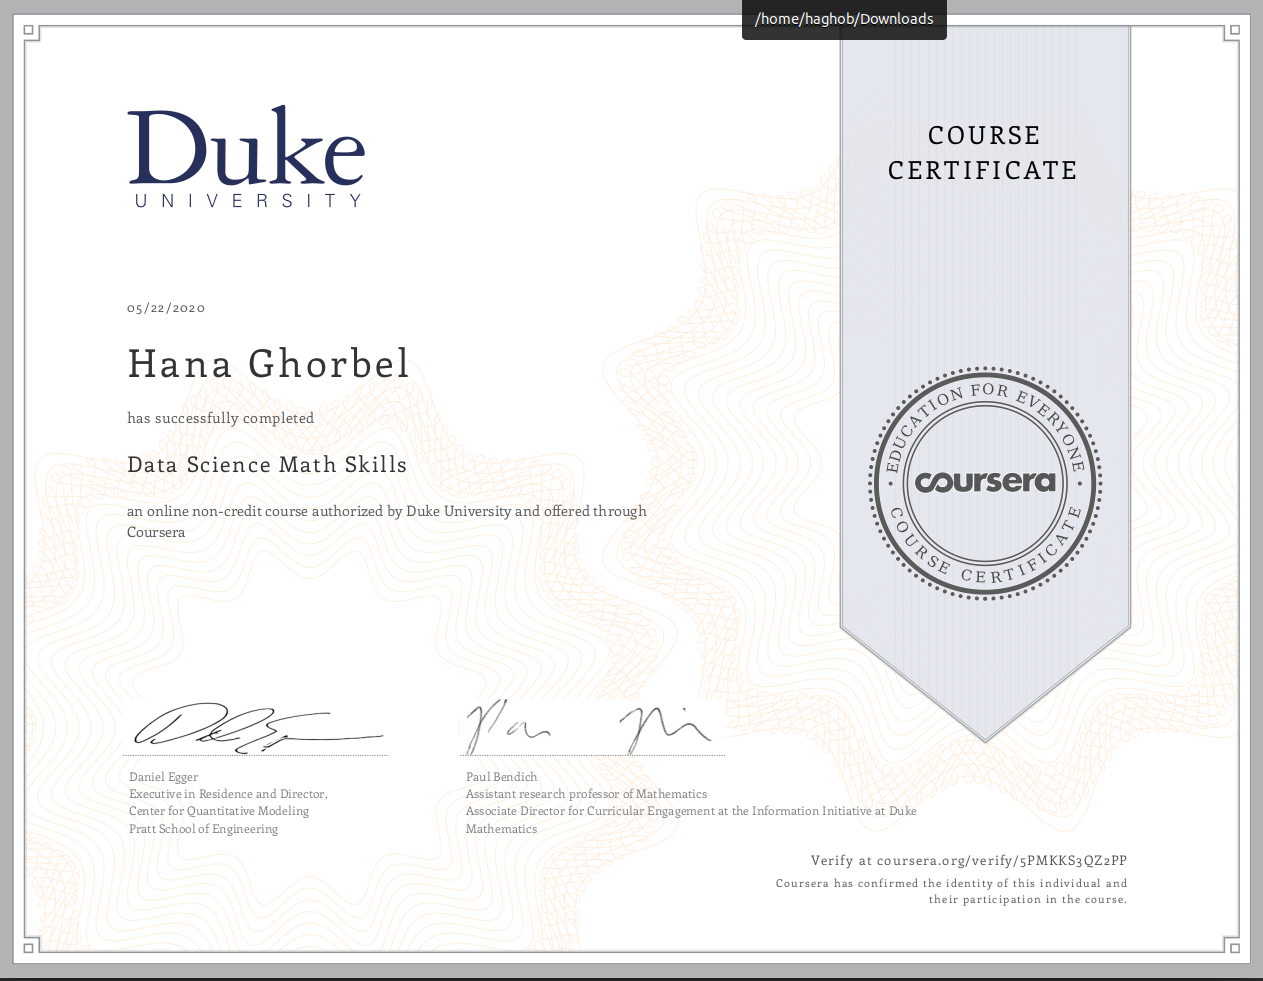 /home/haghob/Downloads
Duke
UNIVERSITY
COURSE
CERTIFICATE
05/22/2020
Hana Ghorbel
has successfully completed
Data Science Math Skills
an online non-credit course authorized by Duke University and offered through
Coursera
EDUCATION FOR EVERYONE
coursera
COURSE CERTIFICATE
Daniel Egger
Executive in Residence and Director,
Center for Quantitative Modeling
Pratt School of Engineering
Paul Bendich
Assistant research professor of Mathematics
Associate Director for Curricular Engagement at the Information Initiative at Duke
Mathematics
Verify at coursera.org/verify/5PMKKS3QZ2PP
Coursera has confirmed the identity of this individual and
their participation in the course.